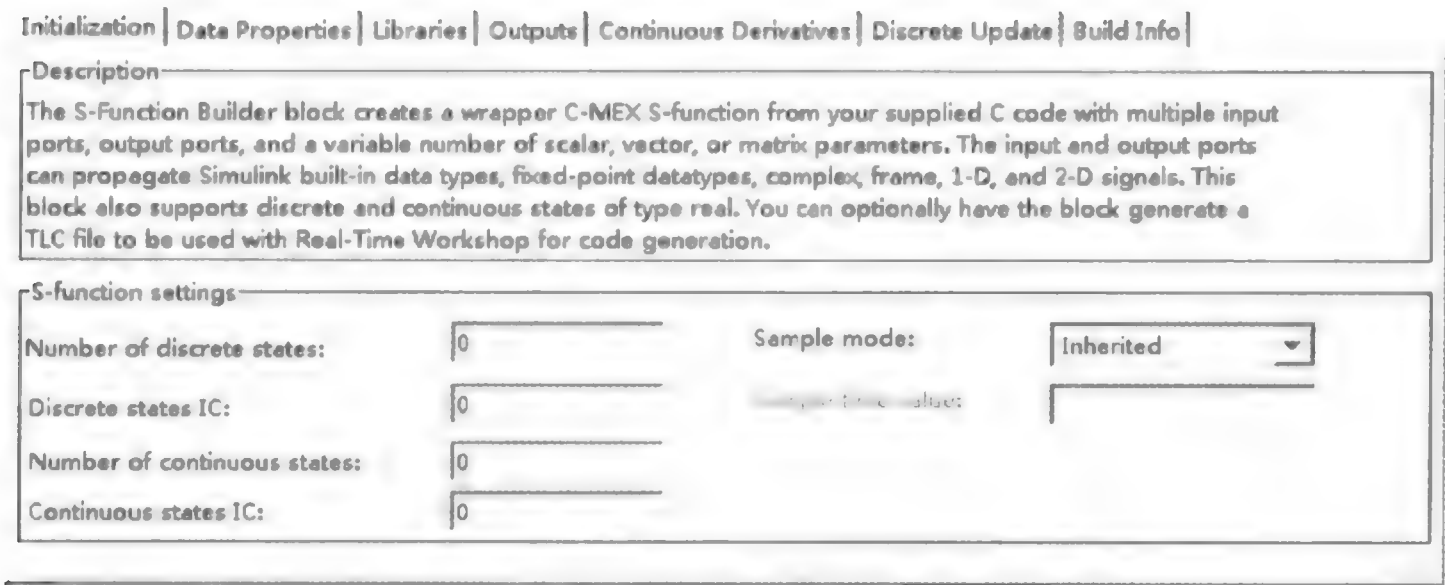 Initialization | Data Properties | Libraries | Outputs | Continuous Derivatives | Discrete Update | Build Info |
Description
The S-Function Builder block creates a wrapper C-MEX S-function from your supplied C code with multiple input
ports, output ports, and a variable number of scalar, vector, or matrix parameters. The input and output ports
can propagate Simulink built-in data types, fixed-point datatypes, complex, frame, 1-D, and 2-D signals. This
block also supports discrete and continuous states of type real. You can optionally have the block generate a
TLC file to be used with Real-Time Workshop for code generation.
S-function settings
Number of discrete states: 0 Sample mode: Inherited
Discrete states IC: 0 Sample time value:
Number of continuous states: 0
Continuous states IC: 0